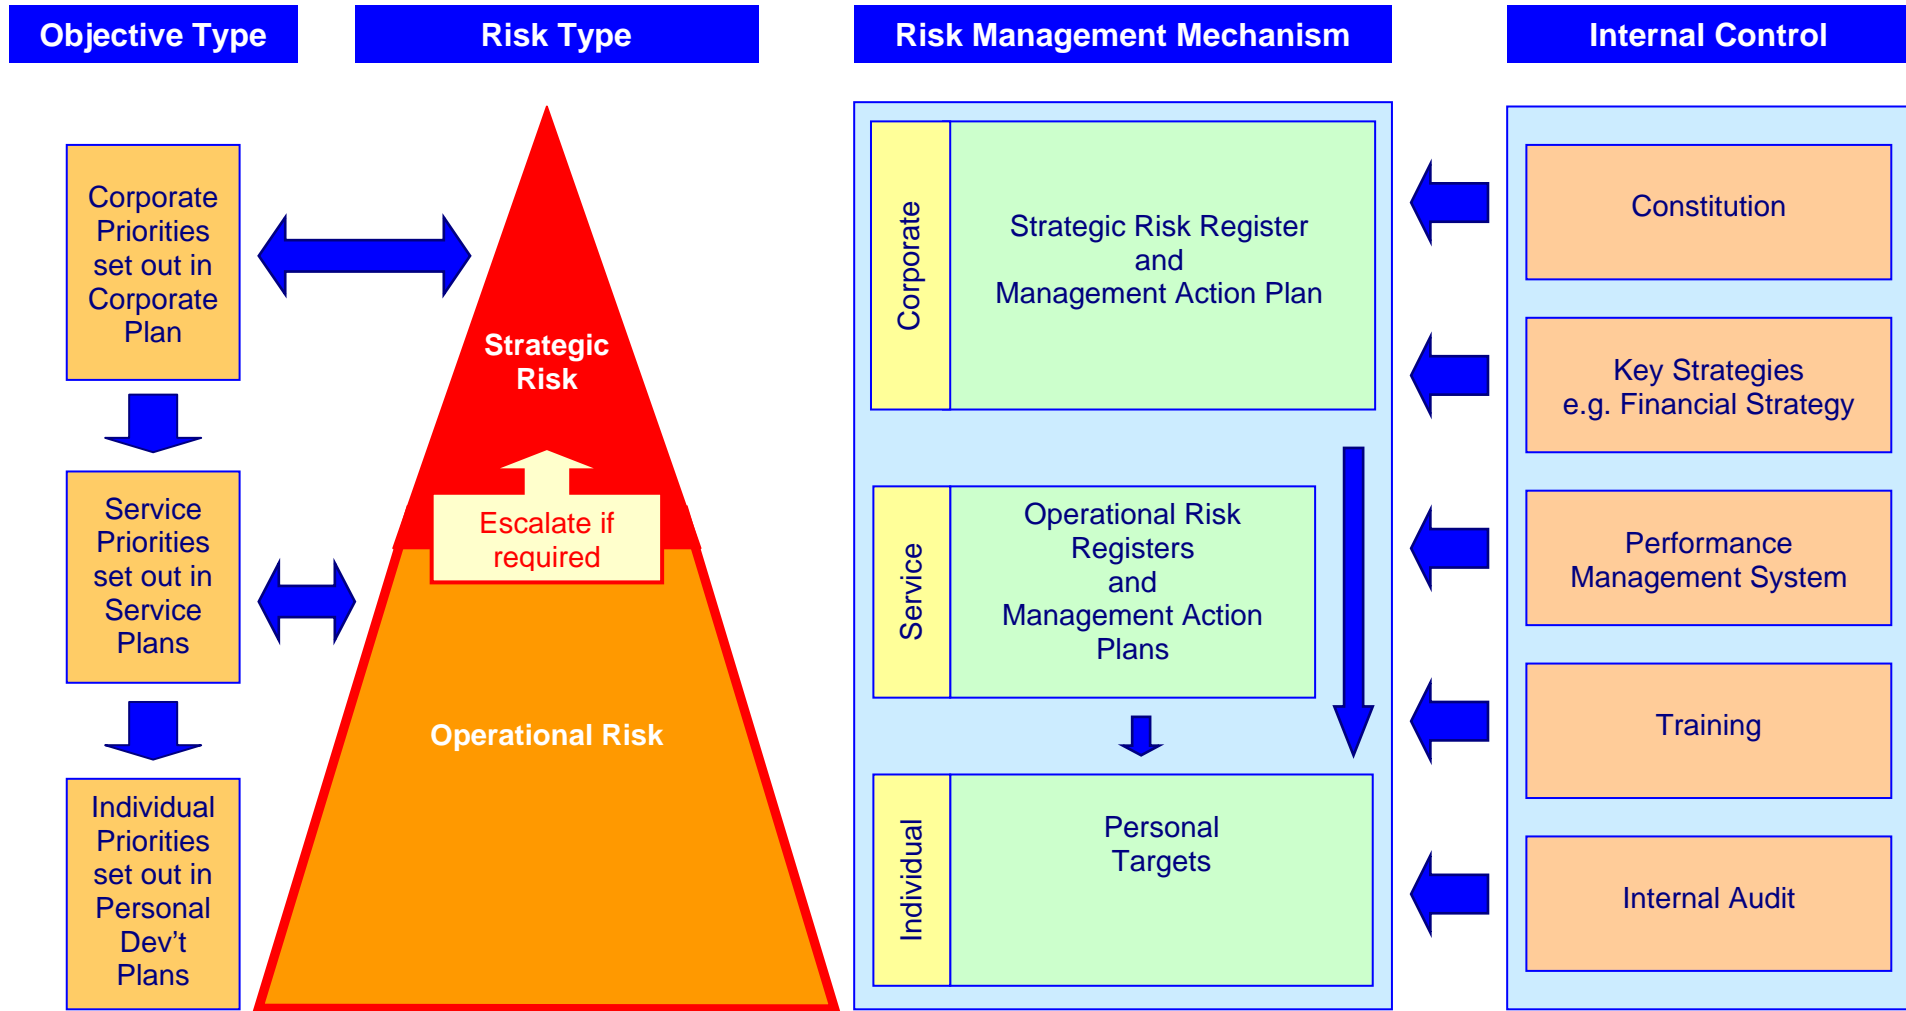 Objective Type
Risk Type
Risk Management Mechanism
Internal Control
Corporate
Priorities
set out in
Corporate
Plan
Service
Priorities
set out in
Service
Plans
Individual
Priorities
set out in
Personal
Dev’t
Plans
Strategic
Risk
Escalate if
required
Operational Risk
Corporate
Strategic Risk Register
and
Management Action Plan
Service
Operational Risk
Registers
and
Management Action
Plans
Individual
Personal
Targets
Constitution
Key Strategies
e.g. Financial Strategy
Performance
Management System
Training
Internal Audit